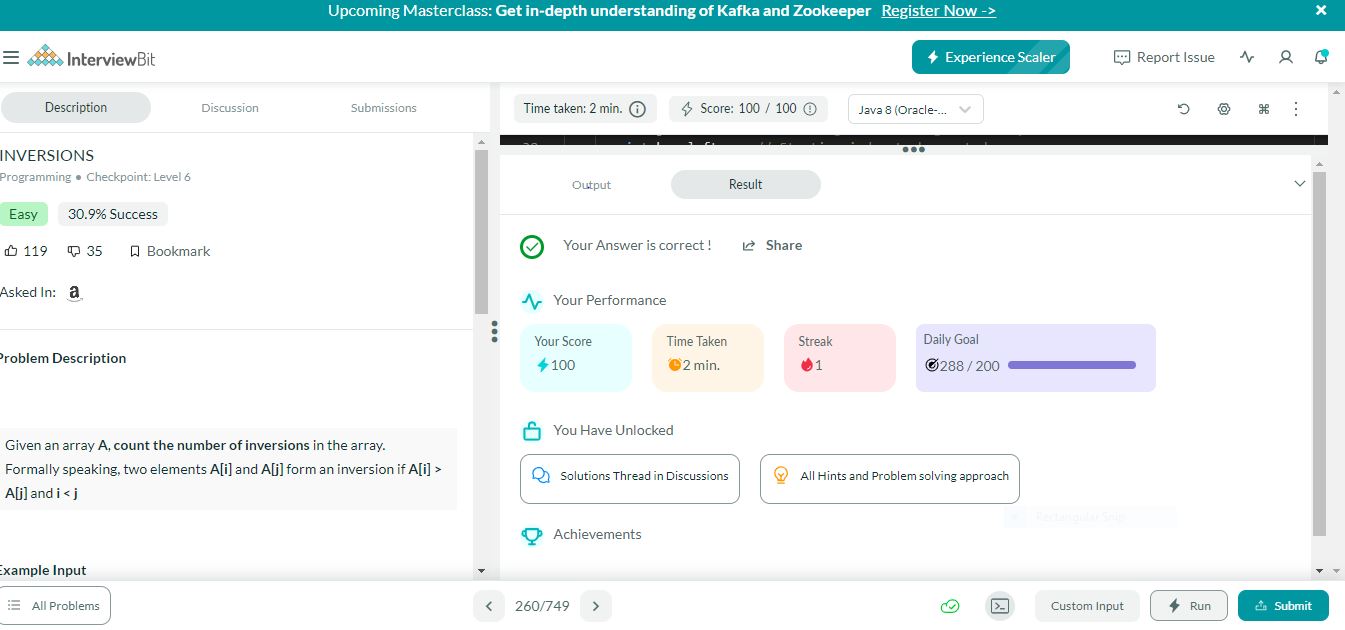 Upcoming Masterclass: Get in-depth understanding of Kafka and Zookeeper Register Now ->
InterviewBit
Experience Scaler
Report Issue
Description
Discussion
Submissions
Time taken: 2 min.
Score: 100 / 100
Java 8 (Oracle-...
INVERSIONS
Programming • Checkpoint: Level 6
Easy
30.9% Success
119
35
Bookmark
Asked In:
a
Problem Description
Given an array A, count the number of inversions in the array.
Formally speaking, two elements A[i] and A[j] form an inversion if A[i] >
A[j] and i < j
Example Input
Output
Result
Your Answer is correct !
Share
Your Performance
Your Score
100
Time Taken
2 min.
Streak
1
Daily Goal
288 / 200
You Have Unlocked
Solutions Thread in Discussions
All Hints and Problem solving approach
Rectangular Snip
Achievements
All Problems
260/749
Custom Input
Run
Submit